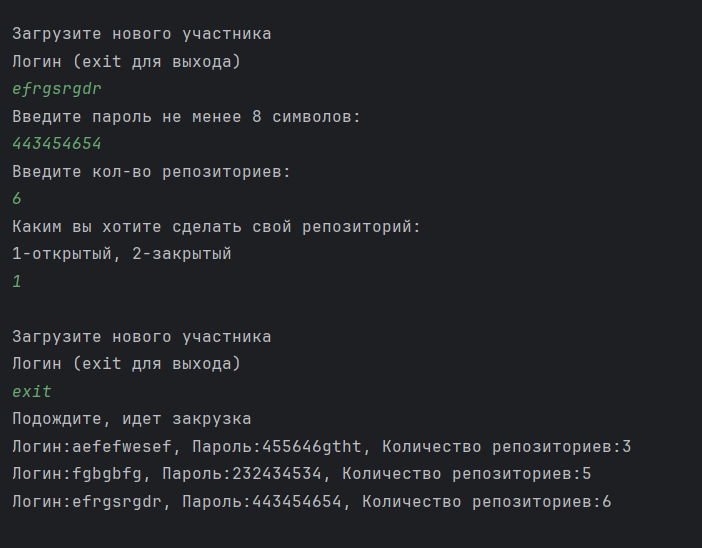 Загрузите нового участника
Логин (exit для выхода)
efrgsrgdr
Введите пароль не менее 8 символов:
443454654
Введите кол-во репозиториев:
6
Каким вы хотите сделать свой репозиторий:
1-открытый, 2-закрытый
1
Загрузите нового участника
Логин (exit для выхода)
exit
Подождите, идет закрузка
Логин:aefefwesef, Пароль:455646gtht, Количество репозиториев:3
Логин:fgbgbfg, Пароль:232434534, Количество репозиториев:5
Логин:efrgsrgdr, Пароль:443454654, Количество репозиториев:6